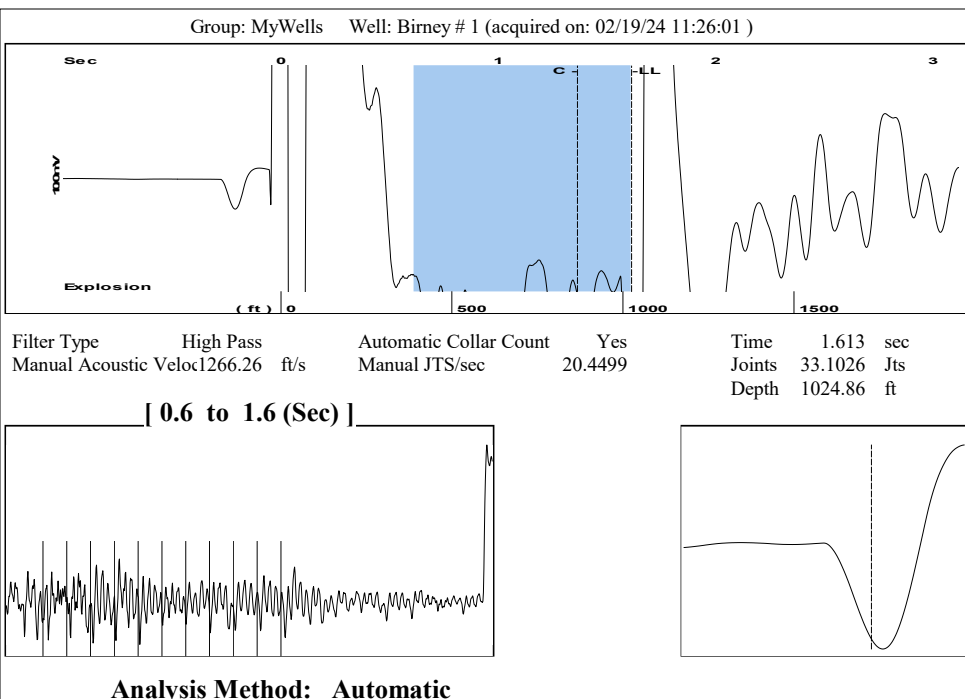 Group: MyWells Well: Birney # 1 (acquired on: 02/19/24 11:26:01 )
Sec 0 1 2 3
C LL
100mV
Explosion
( ft ) 0 500 1000 1500
Filter Type High Pass Automatic Collar Count Yes Time 1.613 sec
Manual Acoustic Veloc1266.26 ft/s Manual JTS/sec 20.4499 Joints 33.1026 Jts
Depth 1024.86 ft
[ 0.6 to 1.6 (Sec) ]
Analysis Method: Automatic